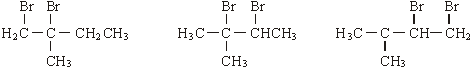 Br Br Br Br Br Br
H₂C – C – CH₂CH₃ H₃C – C – CHCH₃ H₃C – C – CH – CH₂
CH₃ CH₃ CH₃